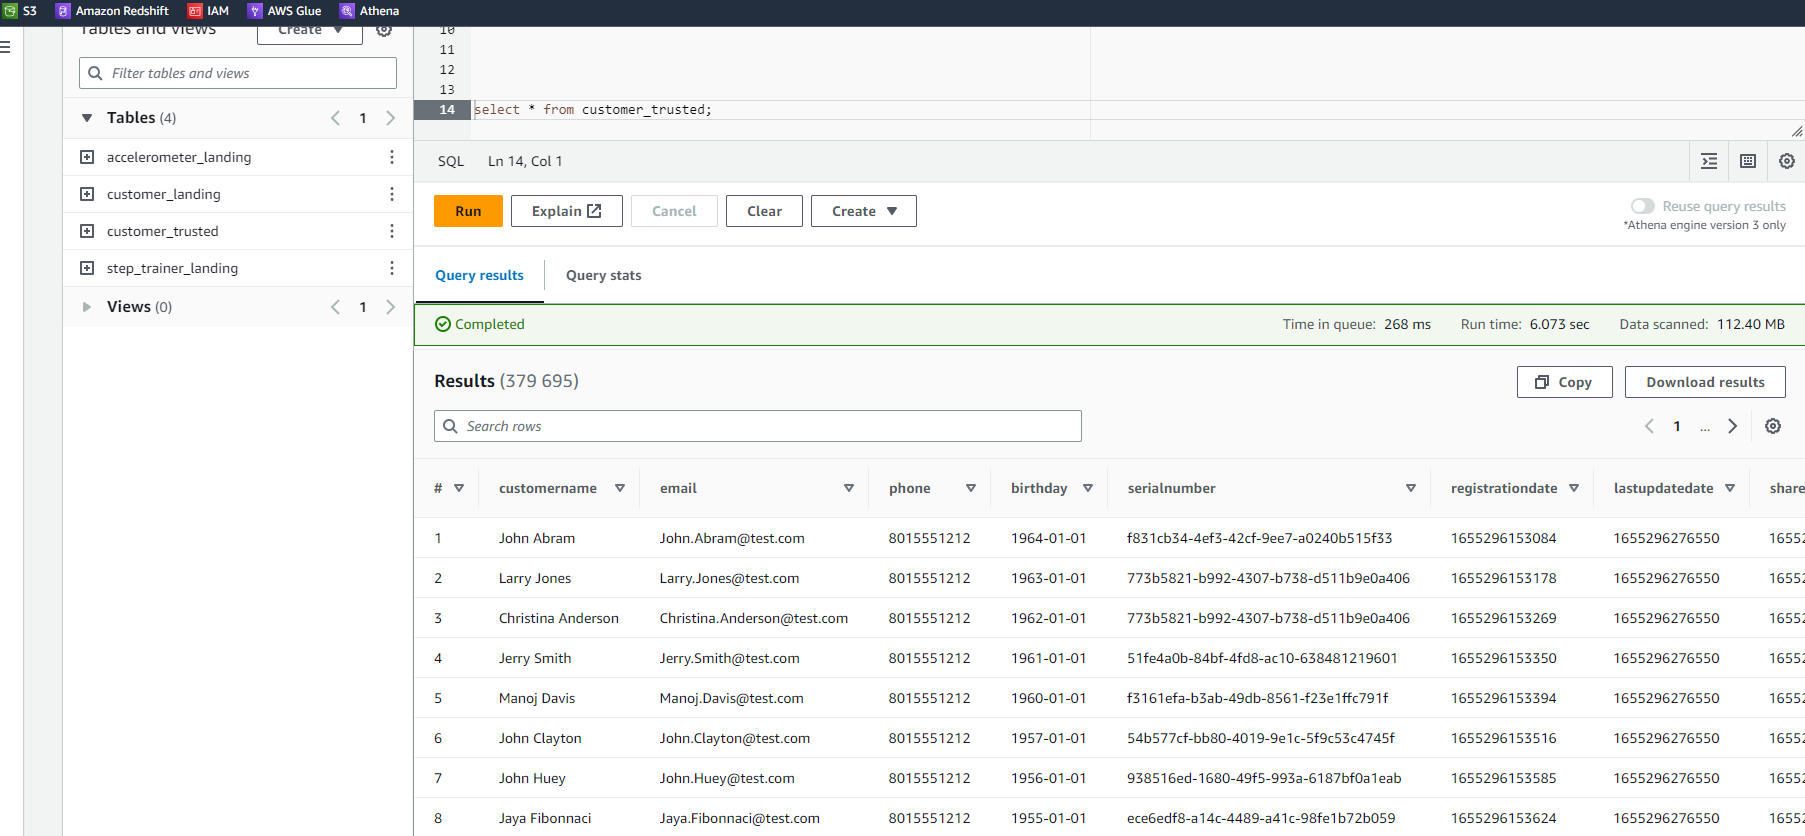 S3 Amazon Redshift IAM AWS Glue Athena
Tables and views Create
Filter tables and views
Tables (4) 1
accelerometer_landing
customer_landing
customer_trusted
step_trainer_landing
Views (0) 1
10
11
12
13
14 select * from customer_trusted;
SQL Ln 14, Col 1
Run Explain Cancel Clear Create
Reuse query results
*Athena engine version 3 only
Query results Query stats
Completed Time in queue: 268 ms Run time: 6.073 sec Data scanned: 112.40 MB
Results (379 695) Copy Download results
Search rows 1 ...
# customername email phone birthday serialnumber registrationdate lastupdatedate share
1 John Abram John.Abram@test.com 8015551212 1964-01-01 f831cb34-4ef3-42cf-9ee7-a0240b515f33 1655296153084 1655296276550 1655
2 Larry Jones Larry.Jones@test.com 8015551212 1963-01-01 773b5821-b992-4307-b738-d511b9e0a406 1655296153178 1655296276550 1655
3 Christina Anderson Christina.Anderson@test.com 8015551212 1962-01-01 773b5821-b992-4307-b738-d511b9e0a406 1655296153269 1655296276550 1655
4 Jerry Smith Jerry.Smith@test.com 8015551212 1961-01-01 51fe4a0b-84bf-4fd8-ac10-638481219601 1655296153350 1655296276550 1655
5 Manoj Davis Manoj.Davis@test.com 8015551212 1960-01-01 f3161efa-b3ab-49db-8561-f23e1ffc791f 1655296153394 1655296276550 1655
6 John Clayton John.Clayton@test.com 8015551212 1957-01-01 54b577cf-bb80-4019-9e1c-5f9c53c4745f 1655296153516 1655296276550 1655
7 John Huey John.Huey@test.com 8015551212 1956-01-01 938516ed-1680-49f5-993a-6187bf0a1eab 1655296153585 1655296276550 1655
8 Jaya Fibonnaci Jaya.Fibonnaci@test.com 8015551212 1955-01-01 ece6edf8-a14c-4489-a41c-98fe1b72b059 1655296153624 1655296276550 1655